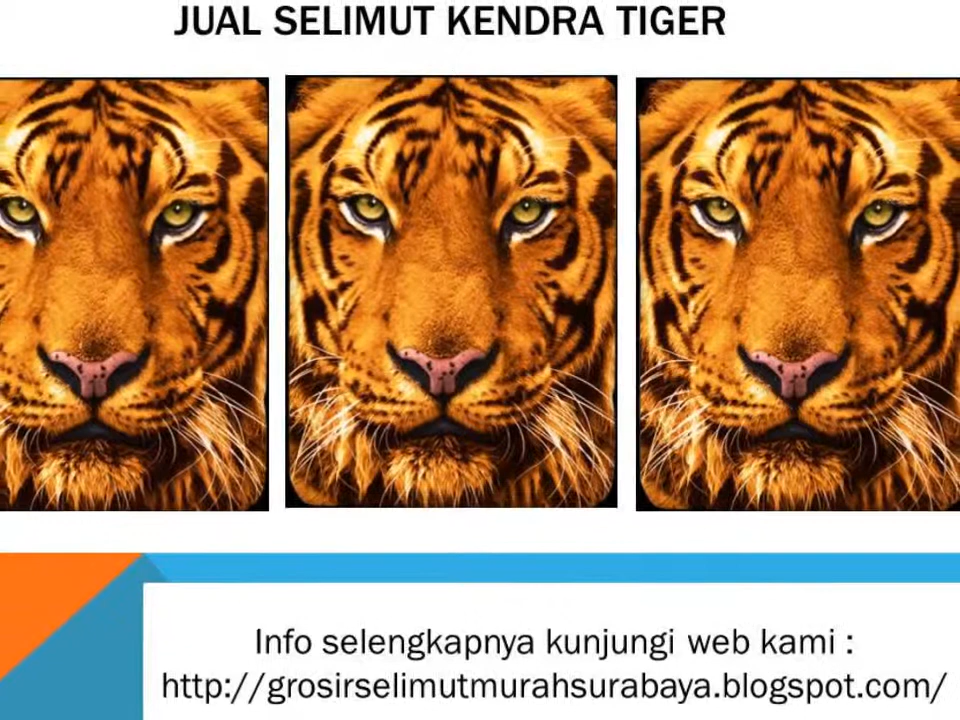 JUAL SELIMUT KENDRA TIGER
Info selengkapnya kunjungi web kami :
http://grosirselimutmurahsurabaya.blogspot.com/